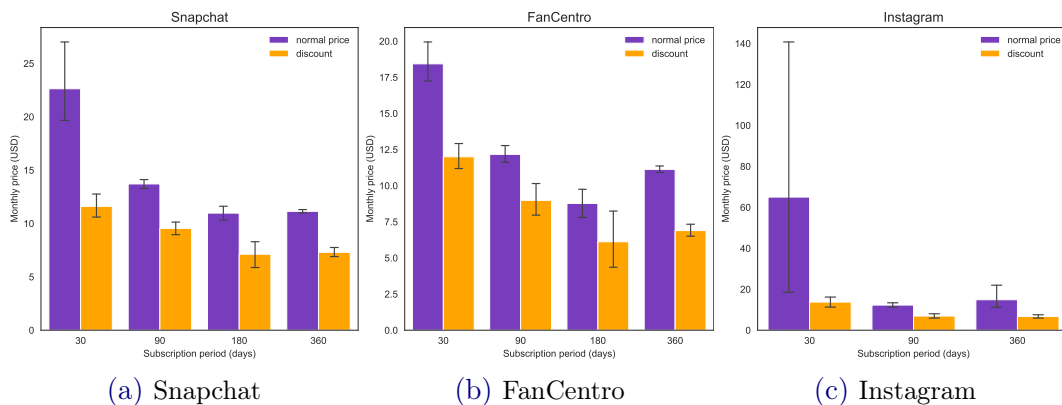 Snapchat
normal price
discount
Monthly price (USD)
25
20
15
10
5
0
30 90 180 360
Subscription period (days)
(a) Snapchat
FanCentro
normal price
discount
Monthly price (USD)
20.0
17.5
15.0
12.5
10.0
7.5
5.0
2.5
0.0
30 90 180 360
Subscription period (days)
(b) FanCentro
Instagram
normal price
discount
Monthly price (USD)
140
120
100
80
60
40
20
0
30 90 360
Subscription period (days)
(c) Instagram